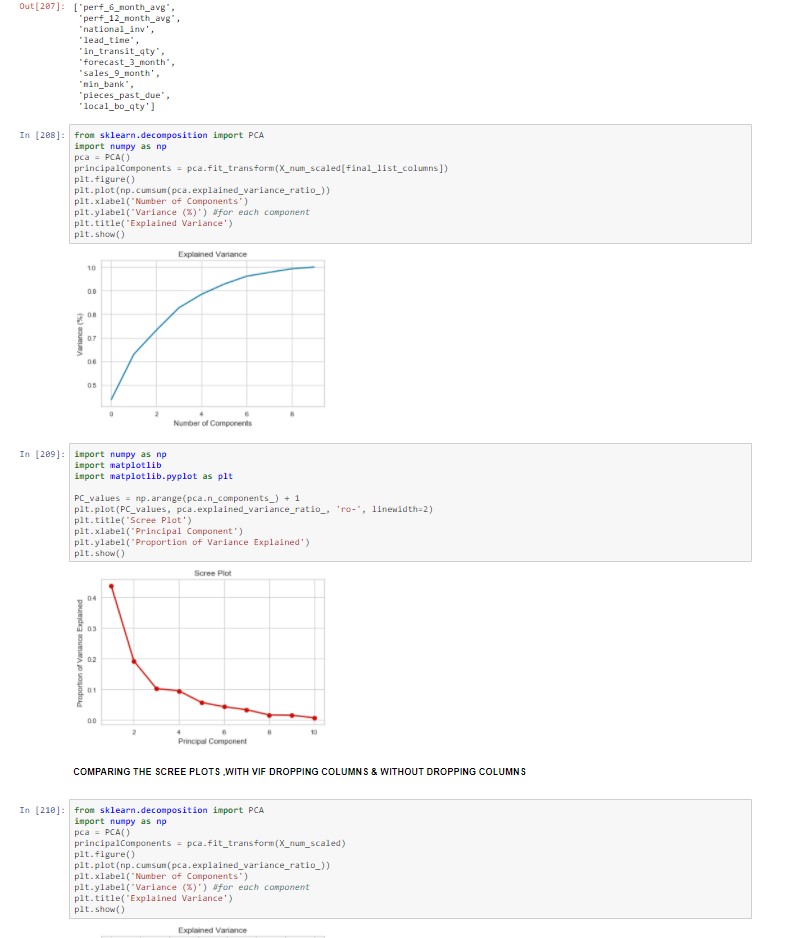 Out[207]: ['perf_6_month_avg',
'perf_12_month_avg',
'national_inv',
'lead_time',
'in_transit_qty',
'forecast_3_month',
'sales_9_month',
'min_bank',
'pieces_past_due',
'local_bo_qty']
In [208]: from sklearn.decomposition import PCA
import numpy as np
pca = PCA()
principalComponents = pca.fit_transform(X_num_scaled[final_list_columns])
plt.figure()
plt.plot(np.cumsum(pca.explained_variance_ratio_))
plt.xlabel('Number of Components')
plt.ylabel('Variance (%)') #for each component
plt.title('Explained Variance')
plt.show()
Explained Variance
1.0
0.9
0.8
0.7
0.6
0.5
Variance (%)
0 2 4 6 8
Number of Components
In [209]: import numpy as np
import matplotlib
import matplotlib.pyplot as plt
PC_values = np.arange(pca.n_components_) + 1
plt.plot(PC_values, pca.explained_variance_ratio_, 'ro-', linewidth=2)
plt.title('Scree Plot')
plt.xlabel('Principal Component')
plt.ylabel('Proportion of Variance Explained')
plt.show()
Scree Plot
0.4
0.3
0.2
0.1
0.0
Proportion of Variance Explained
2 4 6 8 10
Principal Component
COMPARING THE SCREE PLOTS ,WITH VIF DROPPING COLUMNS & WITHOUT DROPPING COLUMNS
In [210]: from sklearn.decomposition import PCA
import numpy as np
pca = PCA()
principalComponents = pca.fit_transform(X_num_scaled)
plt.figure()
plt.plot(np.cumsum(pca.explained_variance_ratio_))
plt.xlabel('Number of Components')
plt.ylabel('Variance (%)') #for each component
plt.title('Explained Variance')
plt.show()
Explained Variance